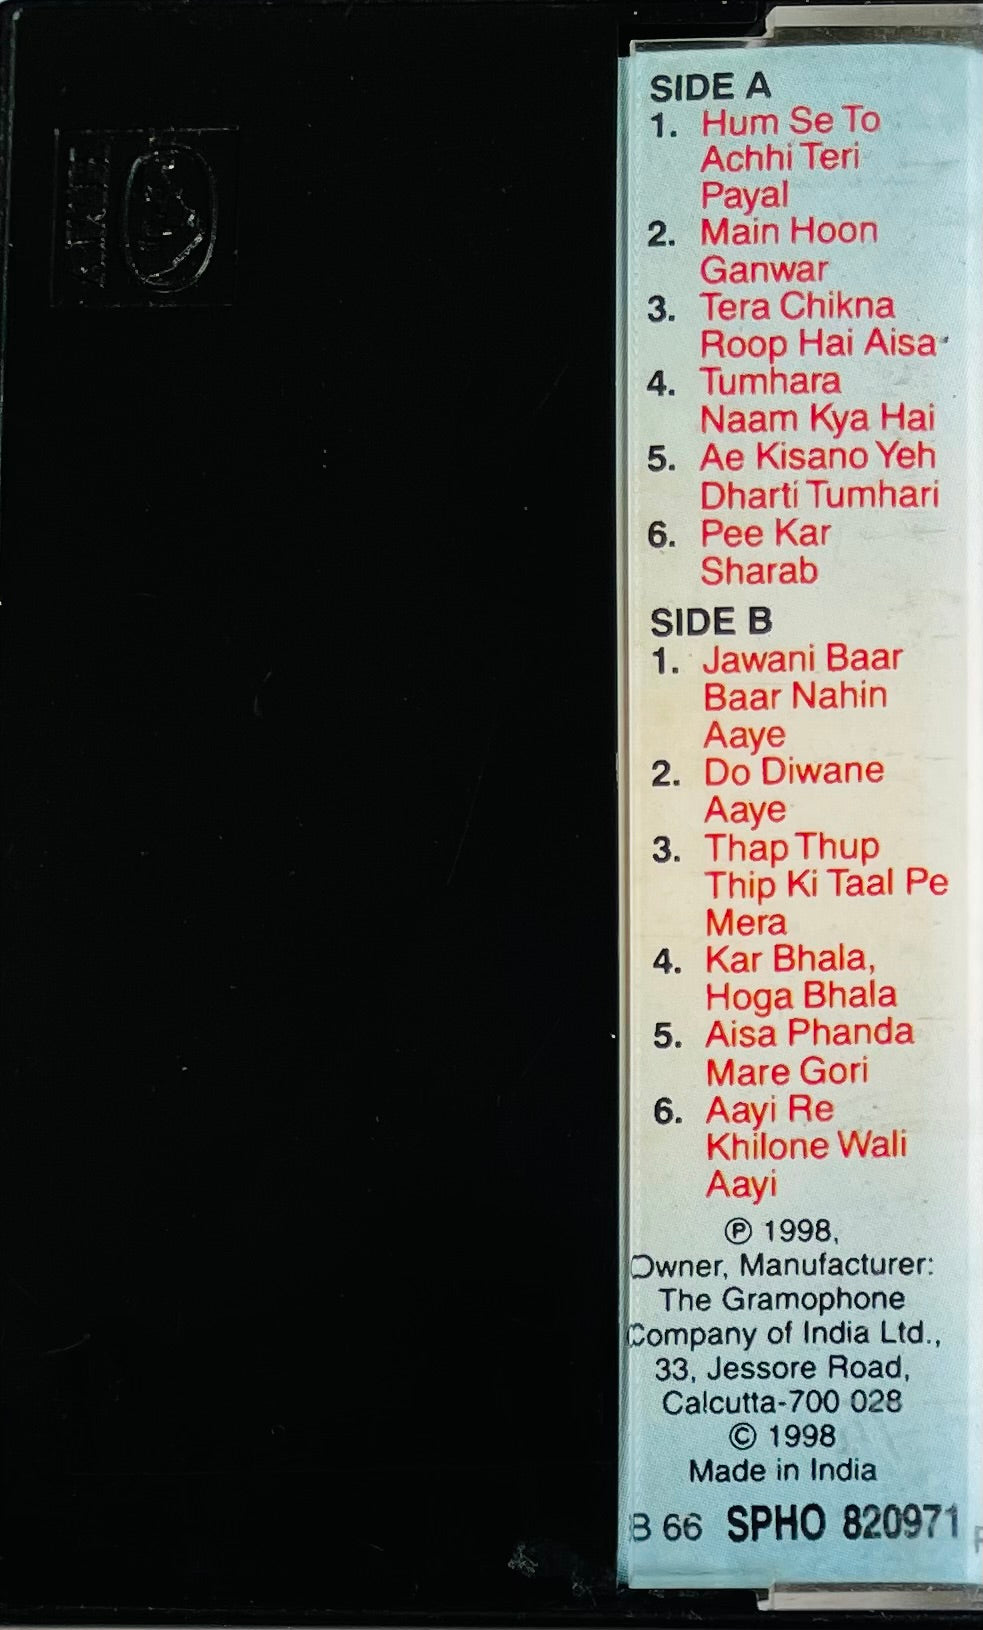 SIDE A
1. Hum Se To
Achhi Teri
Payal
2. Main Hoon
Ganwar
3. Tera Chikna
Roop Hai Aisa
4. Tumhara
Naam Kya Hai
5. Ae Kisano Yeh
Dharti Tumhari
6. Pee Kar
Sharab
SIDE B
1. Jawani Baar
Baar Nahin
Aaye
2. Do Diwane
Aaye
3. Thap Thup
Thip Ki Taal Pe
Mera
4. Kar Bhala,
Hoga Bhala
5. Aisa Phanda
Mare Gori
6. Aayi Re
Khilone Wali
Aayi
Ⓟ 1998,
Owner, Manufacturer:
The Gramophone
Company of India Ltd.,
33, Jessore Road,
Calcutta-700 028
© 1998
Made in India
B 66 SPHO 820971